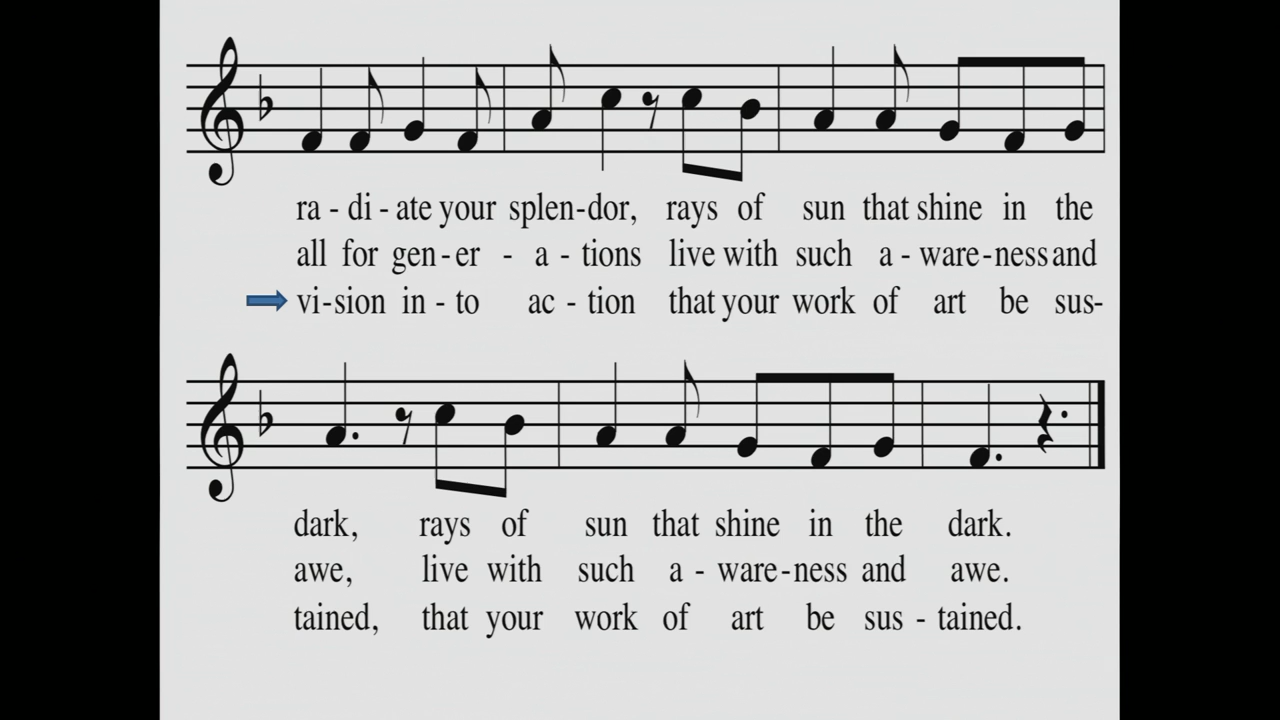 ra - di - ate your splen-dor, rays of sun that shine in the
all for gen-er - a - tions live with such a - ware-ness and
vi-sion in - to ac - tion that your work of art be sus-
dark, rays of sun that shine in the dark.
awe, live with such a - ware-ness and awe.
tained, that your work of art be sus - tained.